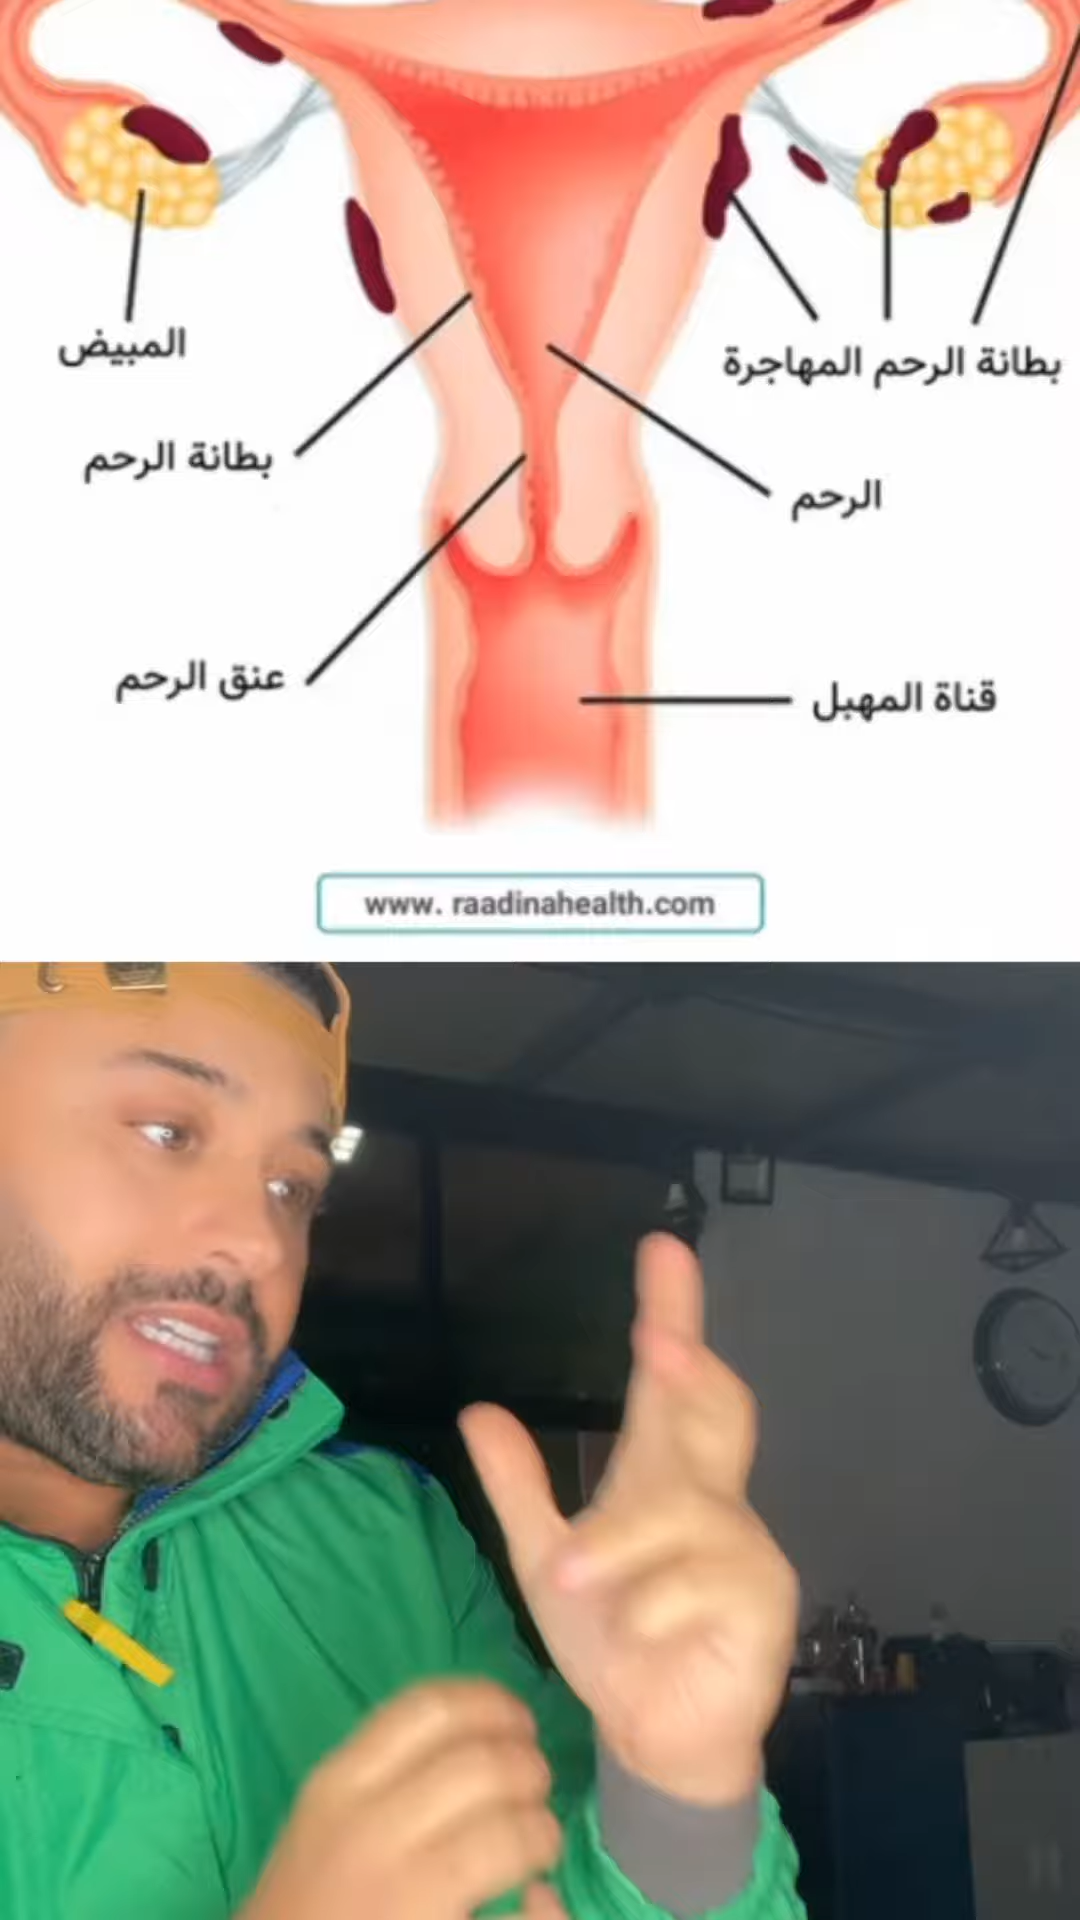 المبيض
بطانة الرحم المهاجرة
بطانة الرحم
الرحم
عنق الرحم
قناة المهبل
www. raadinahealth.com